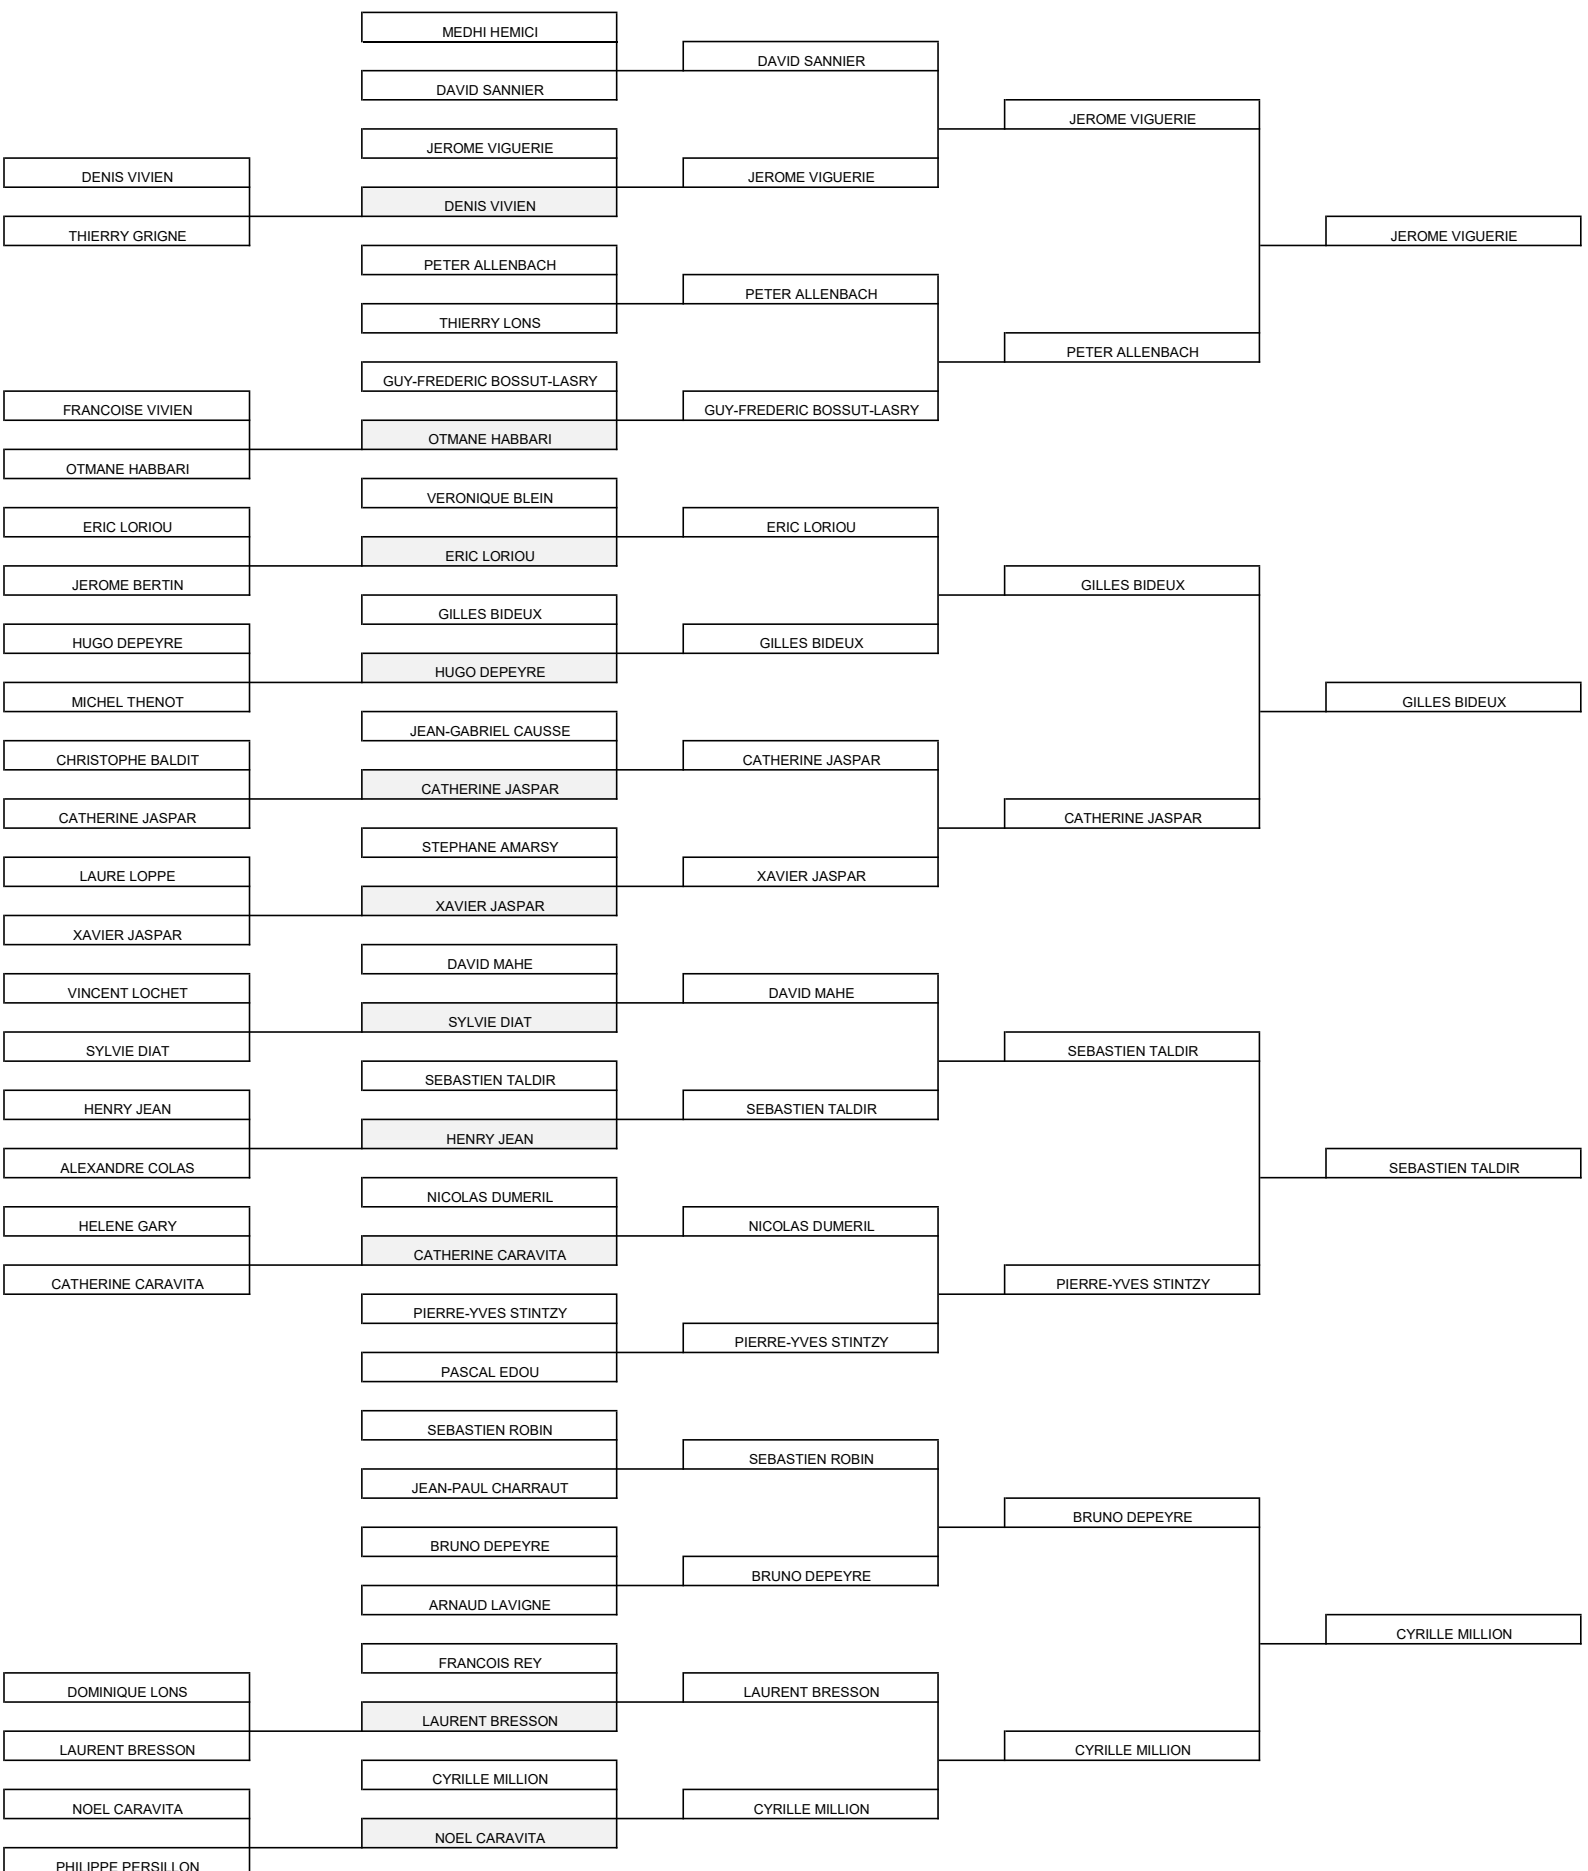 MEDHI HEMICI
DAVID SANNIER
DAVID SANNIER
JEROME VIGUERIE
JEROME VIGUERIE
DENIS VIVIEN
JEROME VIGUERIE
DENIS VIVIEN
THIERRY GRIGNE
JEROME VIGUERIE
PETER ALLENBACH
PETER ALLENBACH
THIERRY LONS
PETER ALLENBACH
GUY-FREDERIC BOSSUT-LASRY
FRANCOISE VIVIEN
GUY-FREDERIC BOSSUT-LASRY
OTMANE HABBARI
OTMANE HABBARI
VERONIQUE BLEIN
ERIC LORIOU
ERIC LORIOU
ERIC LORIOU
JEROME BERTIN
GILLES BIDEUX
GILLES BIDEUX
HUGO DEPEYRE
GILLES BIDEUX
HUGO DEPEYRE
MICHEL THENOT
GILLES BIDEUX
JEAN-GABRIEL CAUSSE
CHRISTOPHE BALDIT
CATHERINE JASPAR
CATHERINE JASPAR
CATHERINE JASPAR
CATHERINE JASPAR
STEPHANE AMARSY
LAURE LOPPE
XAVIER JASPAR
XAVIER JASPAR
XAVIER JASPAR
DAVID MAHE
VINCENT LOCHET
DAVID MAHE
SYLVIE DIAT
SYLVIE DIAT
SEBASTIEN TALDIR
SEBASTIEN TALDIR
HENRY JEAN
SEBASTIEN TALDIR
HENRY JEAN
ALEXANDRE COLAS
SEBASTIEN TALDIR
NICOLAS DUMERIL
HELENE GARY
NICOLAS DUMERIL
CATHERINE CARAVITA
CATHERINE CARAVITA
PIERRE-YVES STINTZY
PIERRE-YVES STINTZY
PIERRE-YVES STINTZY
PASCAL EDOU
SEBASTIEN ROBIN
SEBASTIEN ROBIN
JEAN-PAUL CHARRAUT
BRUNO DEPEYRE
BRUNO DEPEYRE
BRUNO DEPEYRE
ARNAUD LAVIGNE
CYRILLE MILLION
FRANCOIS REY
DOMINIQUE LONS
LAURENT BRESSON
LAURENT BRESSON
LAURENT BRESSON
CYRILLE MILLION
CYRILLE MILLION
NOEL CARAVITA
CYRILLE MILLION
NOEL CARAVITA
PHILIPPE PERSILLON